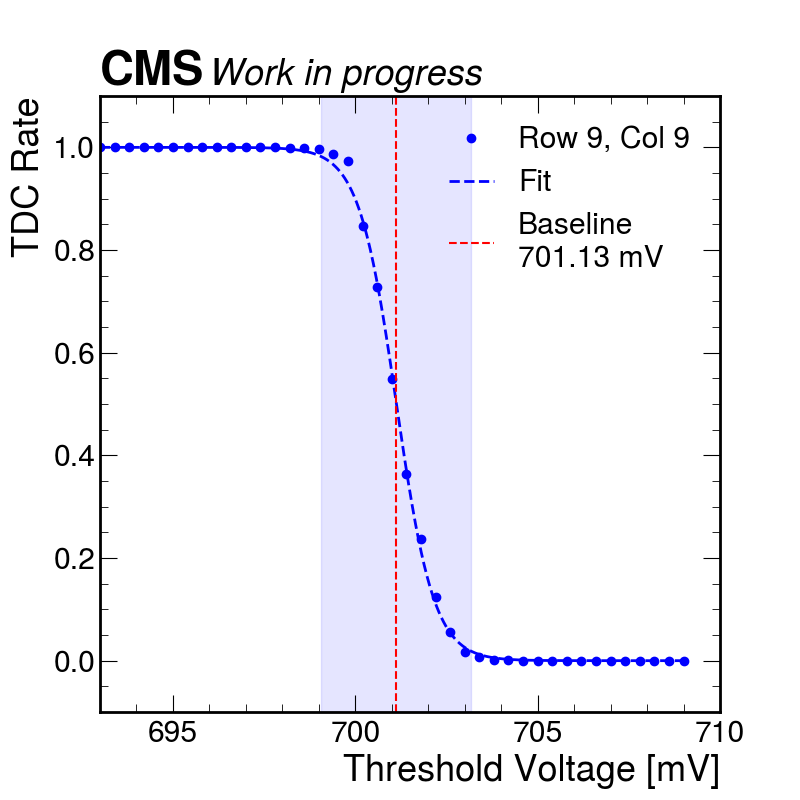 CMS Work in progress
TDC Rate
1.0
0.8
0.6
0.4
0.2
0.0
Row 9, Col 9
Fit
Baseline
701.13 mV
695
700
705
710
Threshold Voltage [mV]